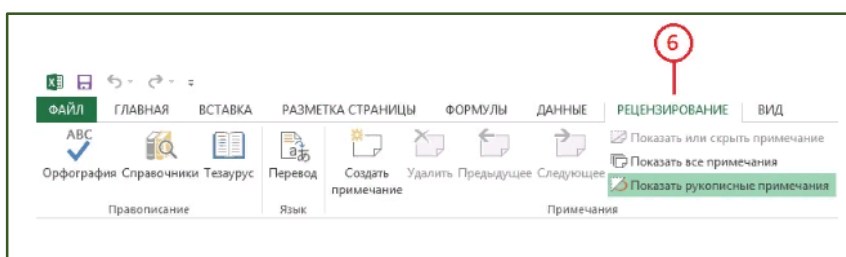 6
ФАЙЛ ГЛАВНАЯ ВСТАВКА РАЗМЕТКА СТРАНИЦЫ ФОРМУЛЫ ДАННЫЕ РЕЦЕНЗИРОВАНИЕ ВИД
ABC
Орфография Справочники Тезаурус
Правописание
Перевод
Язык
Создать примечание
Удалить Предыдущее Следующее
Показать или скрыть примечание
Показать все примечания
Показать рукописные примечания
Примечания